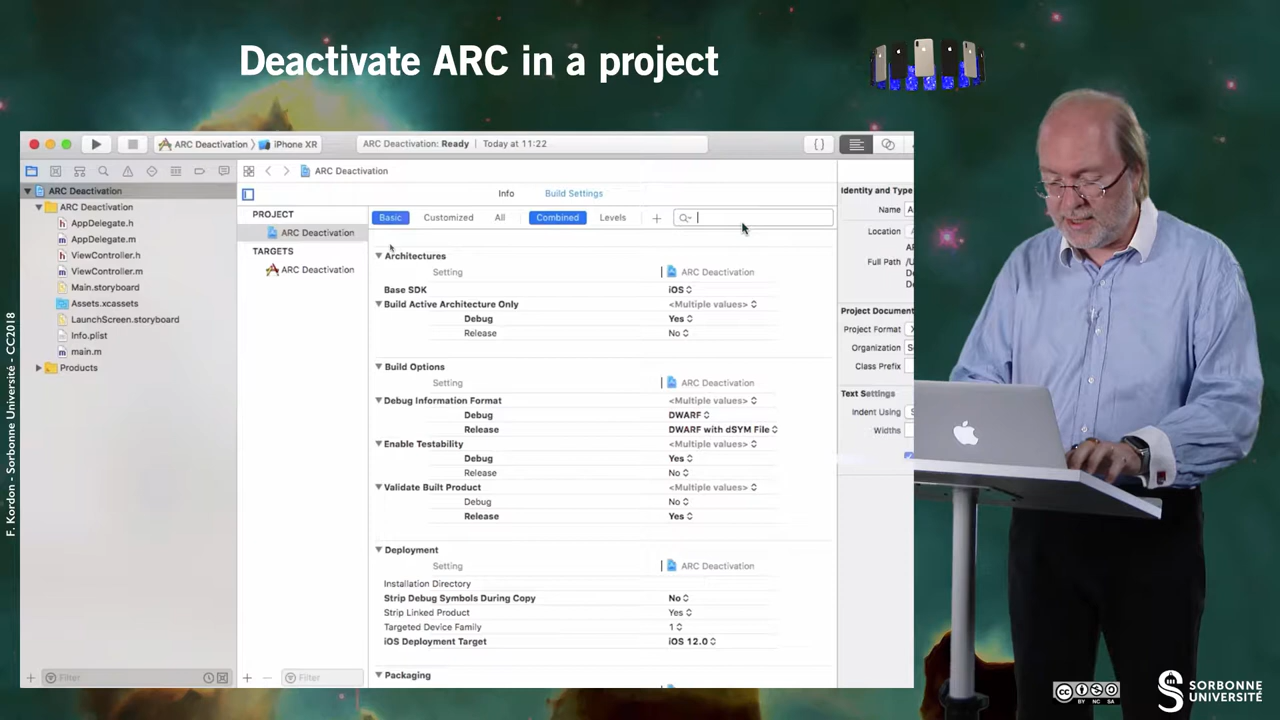 Deactivate ARC in a project
ARC Deactivation
iPhone XR
ARC Deactivation: Ready | Today at 11:22
{ }
ARC Deactivation
ARC Deactivation
ARC Deactivation
AppDelegate.h
AppDelegate.m
ViewController.h
ViewController.m
Main.storyboard
Assets.xcassets
LaunchScreen.storyboard
Info.plist
main.m
Products
Filter
Info
Build Settings
PROJECT
ARC Deactivation
TARGETS
ARC Deactivation
Filter
Basic
Customized
All
Combined
Levels
Architectures
Setting
ARC Deactivation
Base SDK
iOS
Build Active Architecture Only
<Multiple values>
Debug
Yes
Release
No
Build Options
Setting
ARC Deactivation
Debug Information Format
<Multiple values>
Debug
DWARF
Release
DWARF with dSYM File
Enable Testability
<Multiple values>
Debug
Yes
Release
No
Validate Built Product
<Multiple values>
Debug
No
Release
Yes
Deployment
Setting
ARC Deactivation
Installation Directory
Strip Debug Symbols During Copy
No
Strip Linked Product
Yes
Targeted Device Family
1
iOS Deployment Target
iOS 12.0
Packaging
Identity and Type
Name
Location
Full Path
Project Document
Project Format
Organization
Class Prefix
Text Settings
Indent Using
Widths
F. Kordon - Sorbonne Université - CC2018
CC
BY NC SA
S
SORBONNE
UNIVERSITÉ